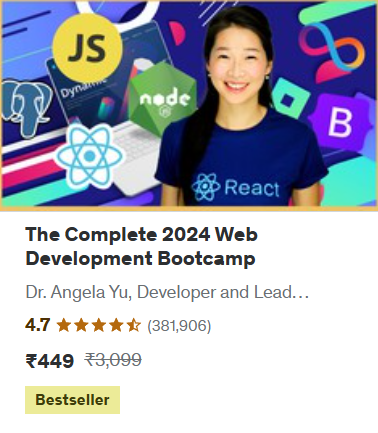 JS
Dynamic
node
JS
B
React
The Complete 2024 Web
Development Bootcamp
Dr. Angela Yu, Developer and Lead…
4.7 (381,906)
₹449 ₹3,099
Bestseller